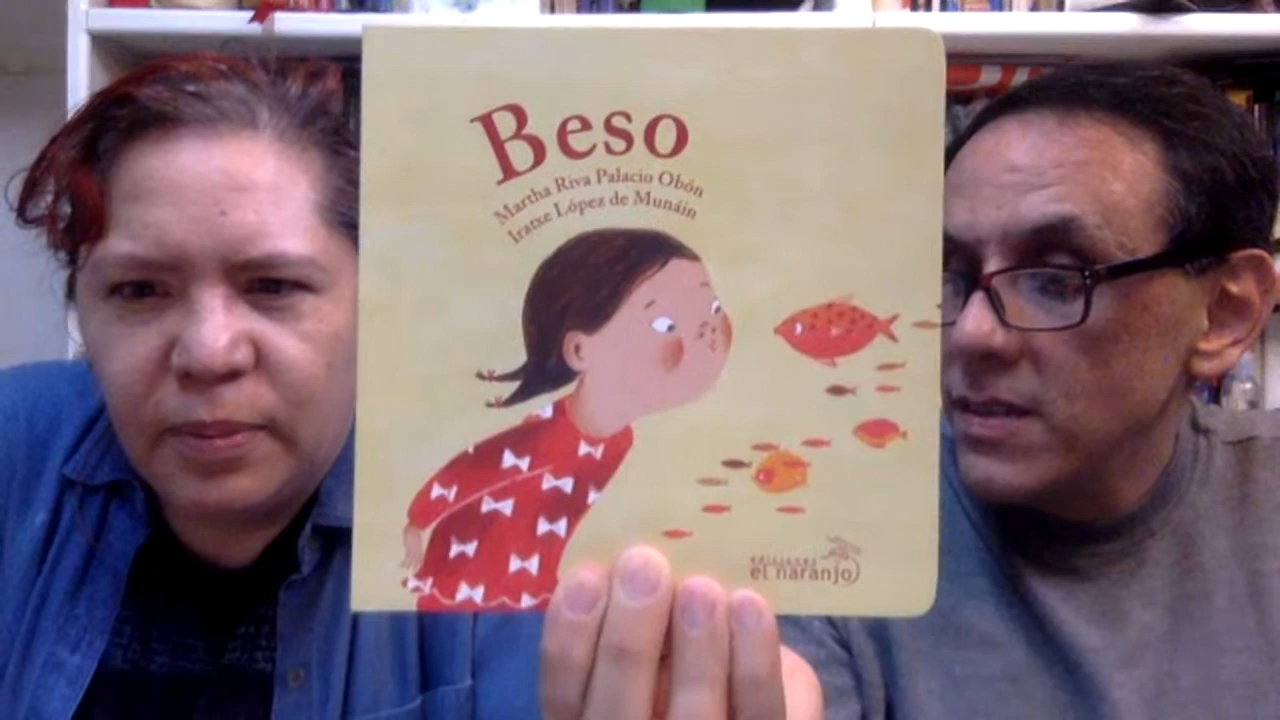 Beso
Martha Riva Palacio Obón
Iratxe López de Munáin
ediciones
el naranjo